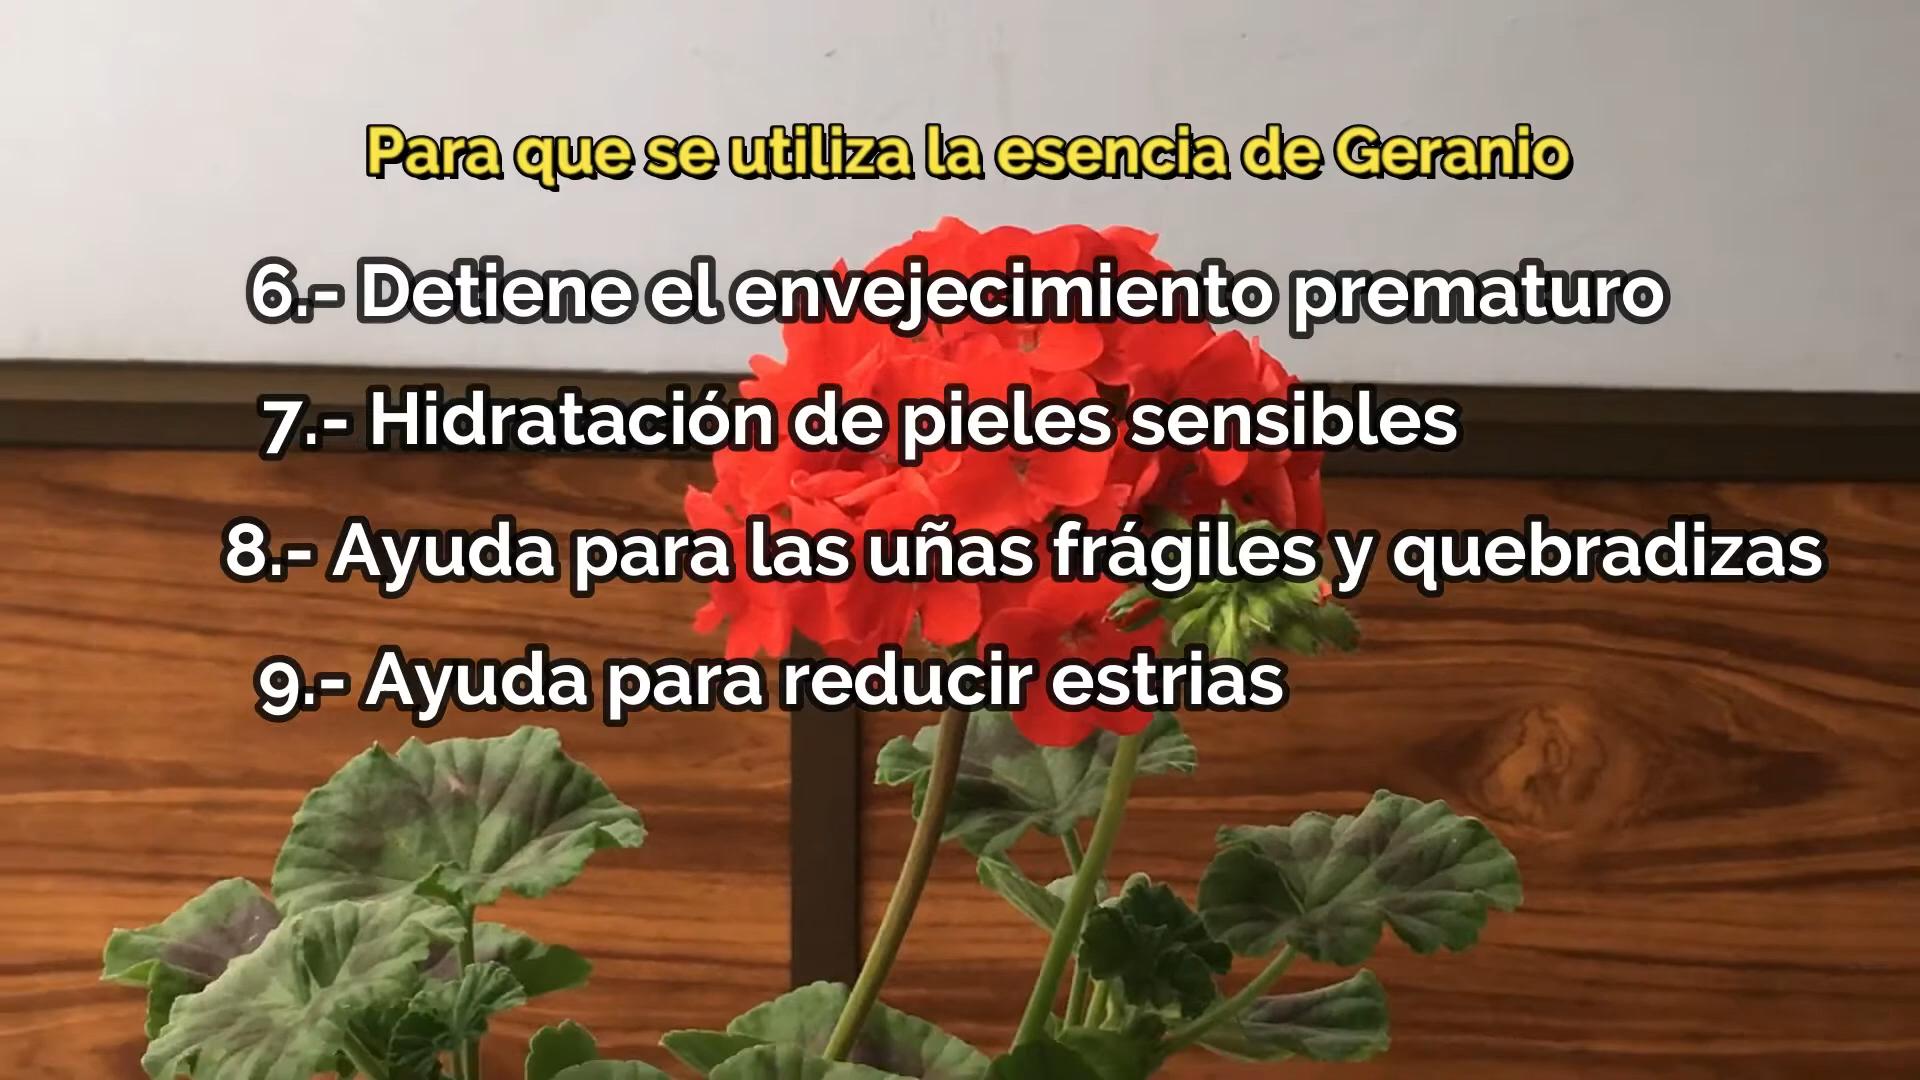 Para que se utiliza la esencia de Geranio
6.- Detiene el envejecimiento prematuro
7.- Hidratación de pieles sensibles
8.- Ayuda para las uñas frágiles y quebradizas
9.- Ayuda para reducir estrias